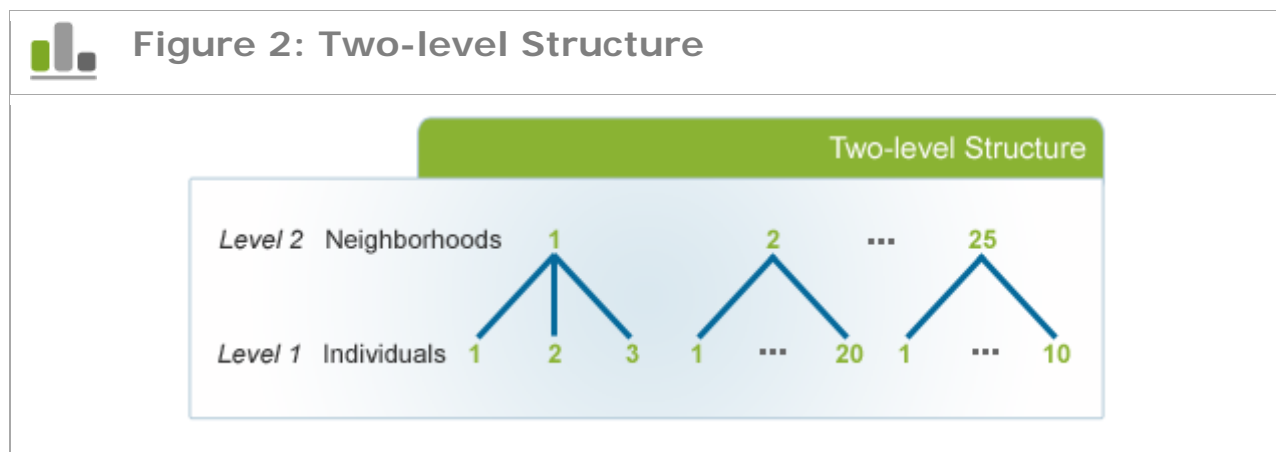 Figure 2: Two-level Structure
Two-level Structure
Level 2 Neighborhoods 1 2 ... 25
Level 1 Individuals 1 2 3 1 ... 20 1 ... 10